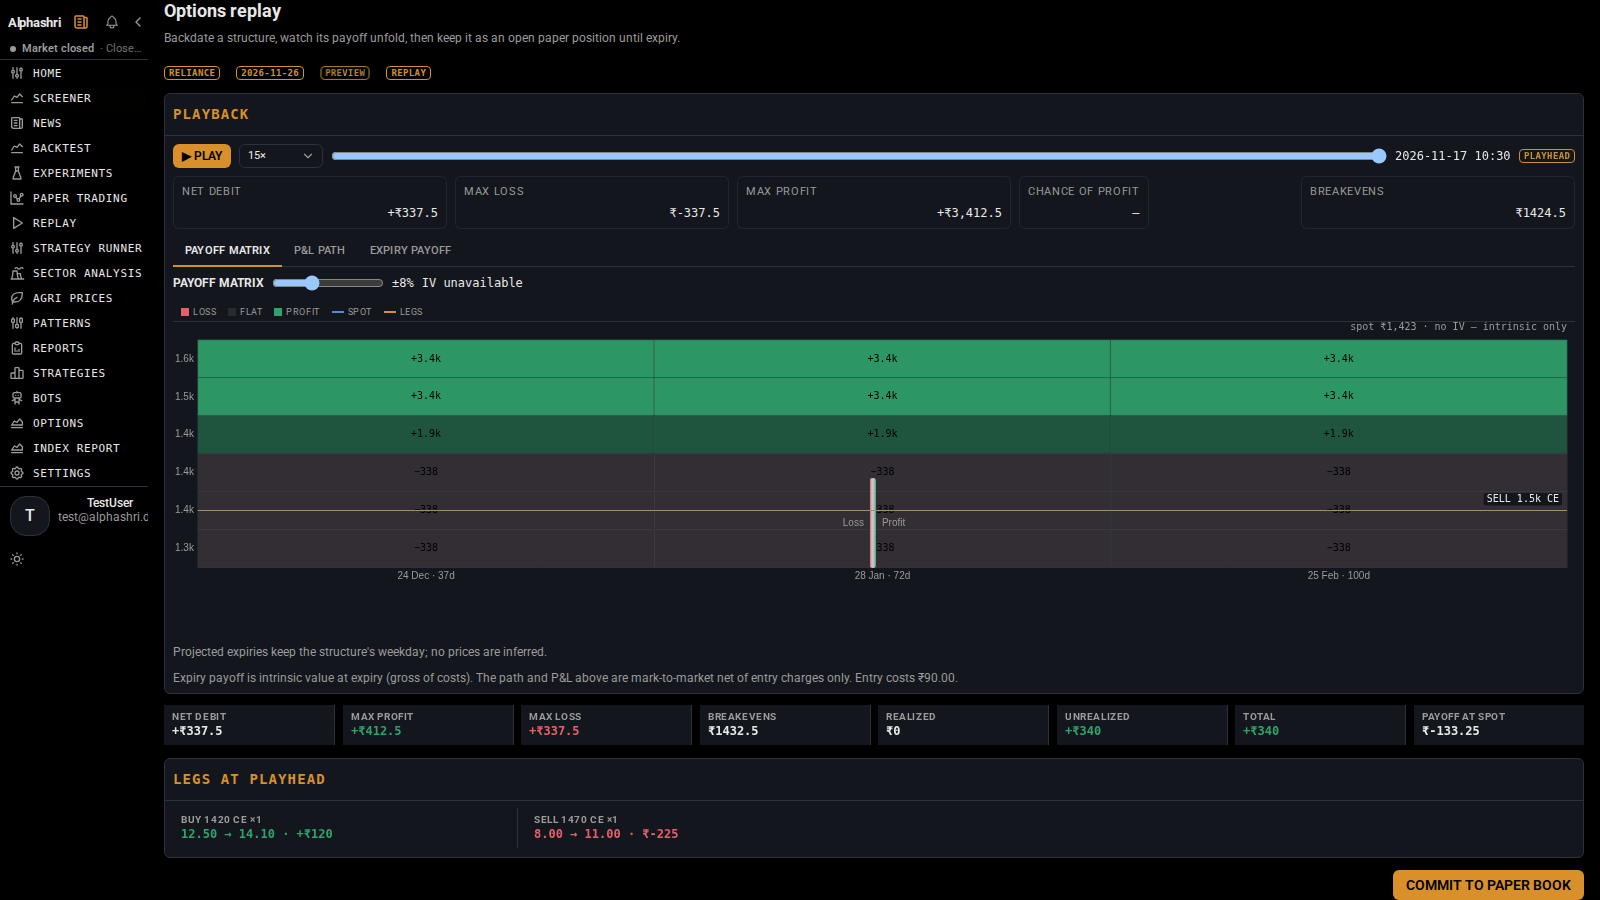 Alphashri
Market closed · Close...
HOME
SCREENER
NEWS
BACKTEST
EXPERIMENTS
PAPER TRADING
REPLAY
STRATEGY RUNNER
SECTOR ANALYSIS
AGRI PRICES
PATTERNS
REPORTS
STRATEGIES
BOTS
OPTIONS
INDEX REPORT
SETTINGS
T
TestUser
test@alphashri.c
Options replay
Backdate a structure, watch its payoff unfold, then keep it as an open paper position until expiry.
RELIANCE 2026-11-26 PREVIEW REPLAY
PLAYBACK
▶ PLAY 15× 2026-11-17 10:30 PLAYHEAD
NET DEBIT MAX LOSS MAX PROFIT CHANCE OF PROFIT BREAKEVENS
+₹337.5 ₹-337.5 +₹3,412.5 — ₹1424.5
PAYOFF MATRIX P&L PATH EXPIRY PAYOFF
PAYOFF MATRIX ±8% IV unavailable
LOSS FLAT PROFIT SPOT LEGS
spot ₹1,423 · no IV — intrinsic only
1.6k +3.4k +3.4k +3.4k
1.5k +3.4k +3.4k +3.4k
1.4k +1.9k +1.9k +1.9k
1.4k −338 −338 −338
SELL 1.5k CE
1.4k −338 338 −338
Loss Profit
1.3k −338 338 −338
24 Dec · 37d 28 Jan · 72d 25 Feb · 100d
Projected expiries keep the structure's weekday; no prices are inferred.
Expiry payoff is intrinsic value at expiry (gross of costs). The path and P&L above are mark-to-market net of entry charges only. Entry costs ₹90.00.
NET DEBIT MAX PROFIT MAX LOSS BREAKEVENS REALIZED UNREALIZED TOTAL PAYOFF AT SPOT
+₹337.5 +₹412.5 +₹337.5 ₹1432.5 ₹0 +₹340 +₹340 ₹-133.25
LEGS AT PLAYHEAD
BUY 1420 CE ×1 SELL 1470 CE ×1
12.50 → 14.10 · +₹120 8.00 → 11.00 · ₹-225
COMMIT TO PAPER BOOK